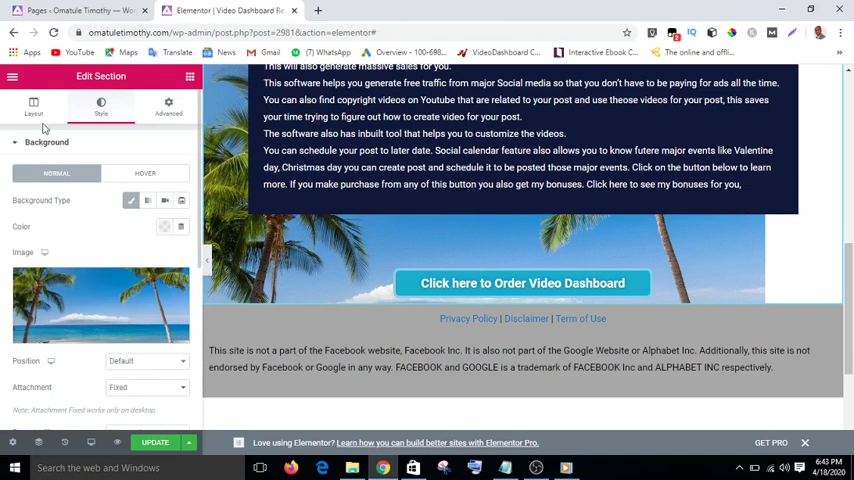 Pages ‹ Omatule Timothy — Wor
Elementor | Video Dashboard Re
omatuletimothy.com/wp-admin/post.php?post=2981&action=elementor#
Apps
YouTube
Maps
Translate
News
Gmail
(7) WhatsApp
Overview - 100-698...
VideoDashboard C...
Interactive Ebook C...
The online and offli...
Edit Section
Layout
Style
Advanced
Background
NORMAL
HOVER
Background Type
Color
Image
Position
Default
Attachment
Fixed
Note: Attachment Fixed works only on desktop.
UPDATE
This will also generate massive sales for you.
This software helps you generate free traffic from major Social media so that you don't have to be paying for ads all the time.
You can also find copyright videos on Youtube that are related to your post and use theose videos for your post, this saves
your time trying to figure out how to create video for your post.
The software also has inbuilt tool that helps you to customize the videos.
You can schedule your post to later date. Social calendar feature also allows you to know futere major events like Valentine
day, Christmas day you can create post and schedule it to be posted those major events. Click on the button below to learn
more. If you make purchase from any of this button you also get my bonuses. Click here to see my bonuses for you,
Click here to Order Video Dashboard
Privacy Policy | Disclaimer | Term of Use
This site is not a part of the Facebook website, Facebook Inc. It is also not part of the Google Website or Alphabet Inc. Additionally, this site is not
endorsed by Facebook or Google in any way. FACEBOOK and GOOGLE is a trademark of FACEBOOK Inc and ALPHABET INC respectively.
Love using Elementor? Learn how you can build better sites with Elementor Pro.
GET PRO
Search the web and Windows
6:43 PM
4/18/2020